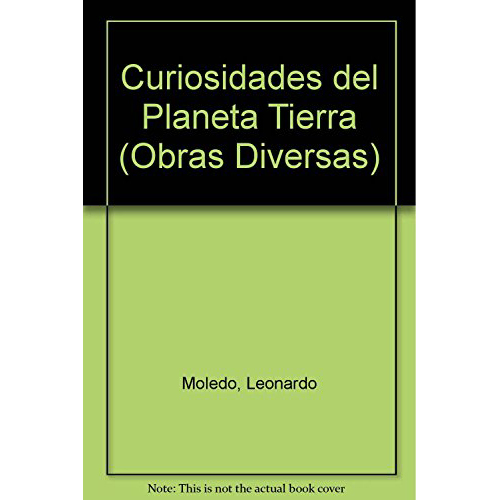 Curiosidades del
Planeta Tierra
(Obras Diversas)
Moledo, Leonardo
Note: This is not the actual book cover